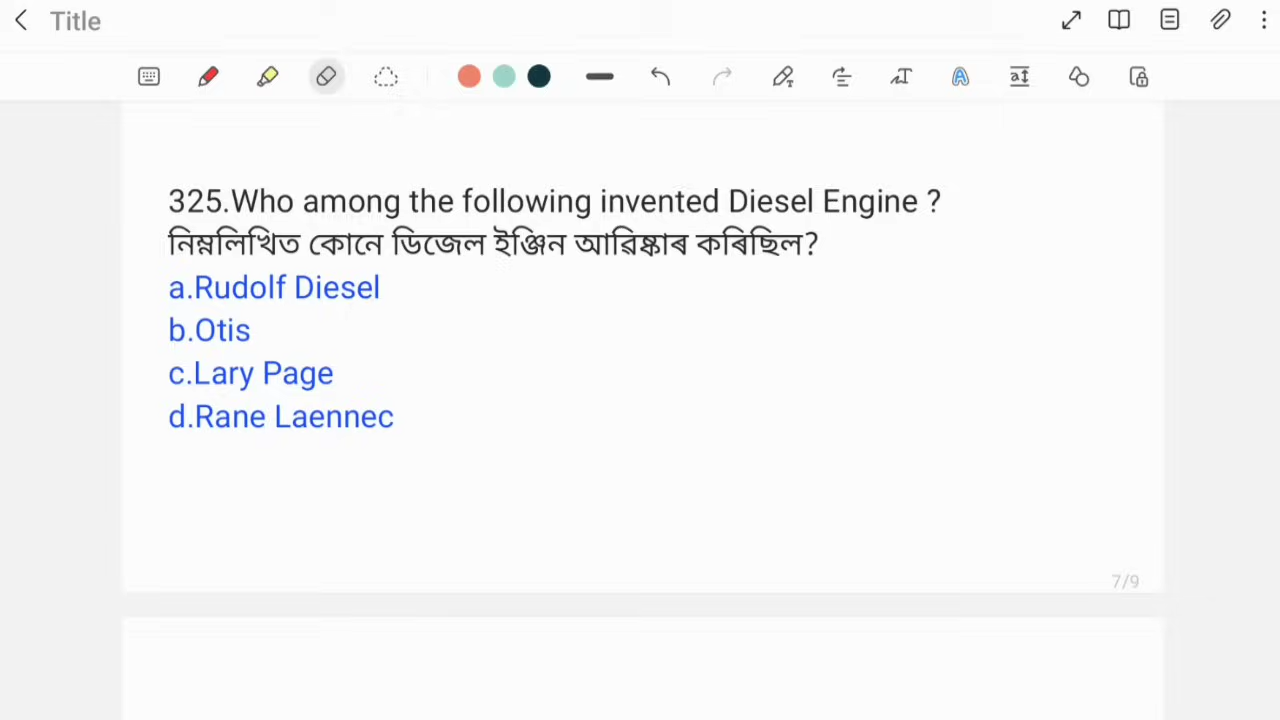 Title
325.Who among the following invented Diesel Engine ?
নিম্নলিখিত কোনে ডিজেল ইঞ্জিন আৱিষ্কাৰ কৰিছিল?
a.Rudolf Diesel
b.Otis
c.Lary Page
d.Rane Laennec
7/9